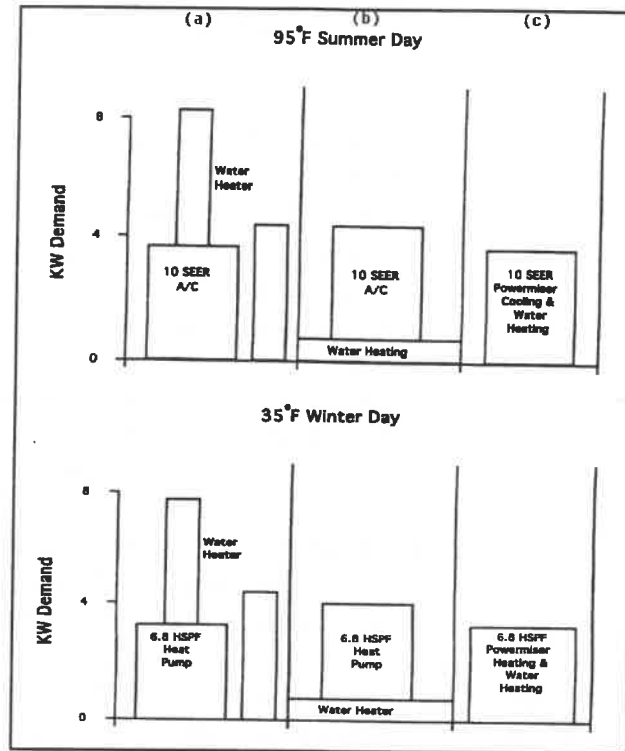 (a) (b) (c)
95°F Summer Day
KW Demand
8
4
0
Water
Heater
10 SEER
A/C
10 SEER
A/C
Water Heating
10 SEER
Powermiser
Cooling &
Water
Heating
35°F Winter Day
KW Demand
8
4
0
Water
Heater
6.8 HSPF
Heat
Pump
6.8 HSPF
Heat
Pump
Water Heater
6.8 HSPF
Powermiser
Heating &
Water
Heating